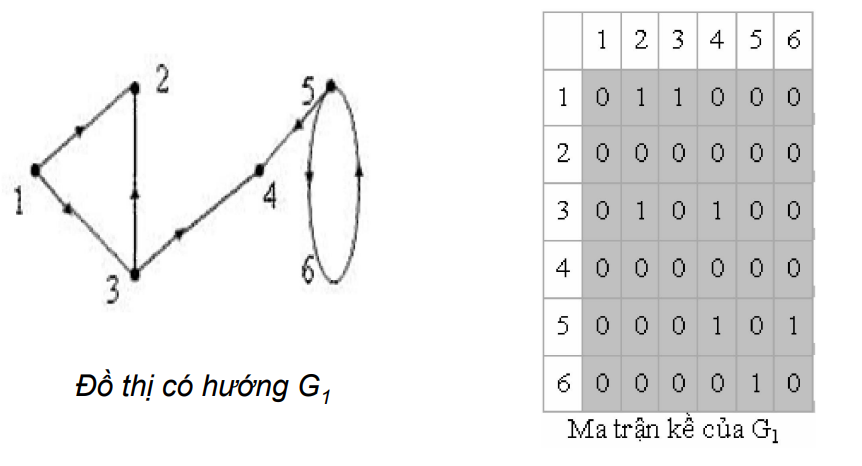 2
5
1
4
3
6
Đồ thị có hướng G1
1 2 3 4 5 6
1 0 1 1 0 0 0
2 0 0 0 0 0 0
3 0 1 0 1 0 0
4 0 0 0 0 0 0
5 0 0 0 1 0 1
6 0 0 0 0 1 0
Ma trận kề của G1